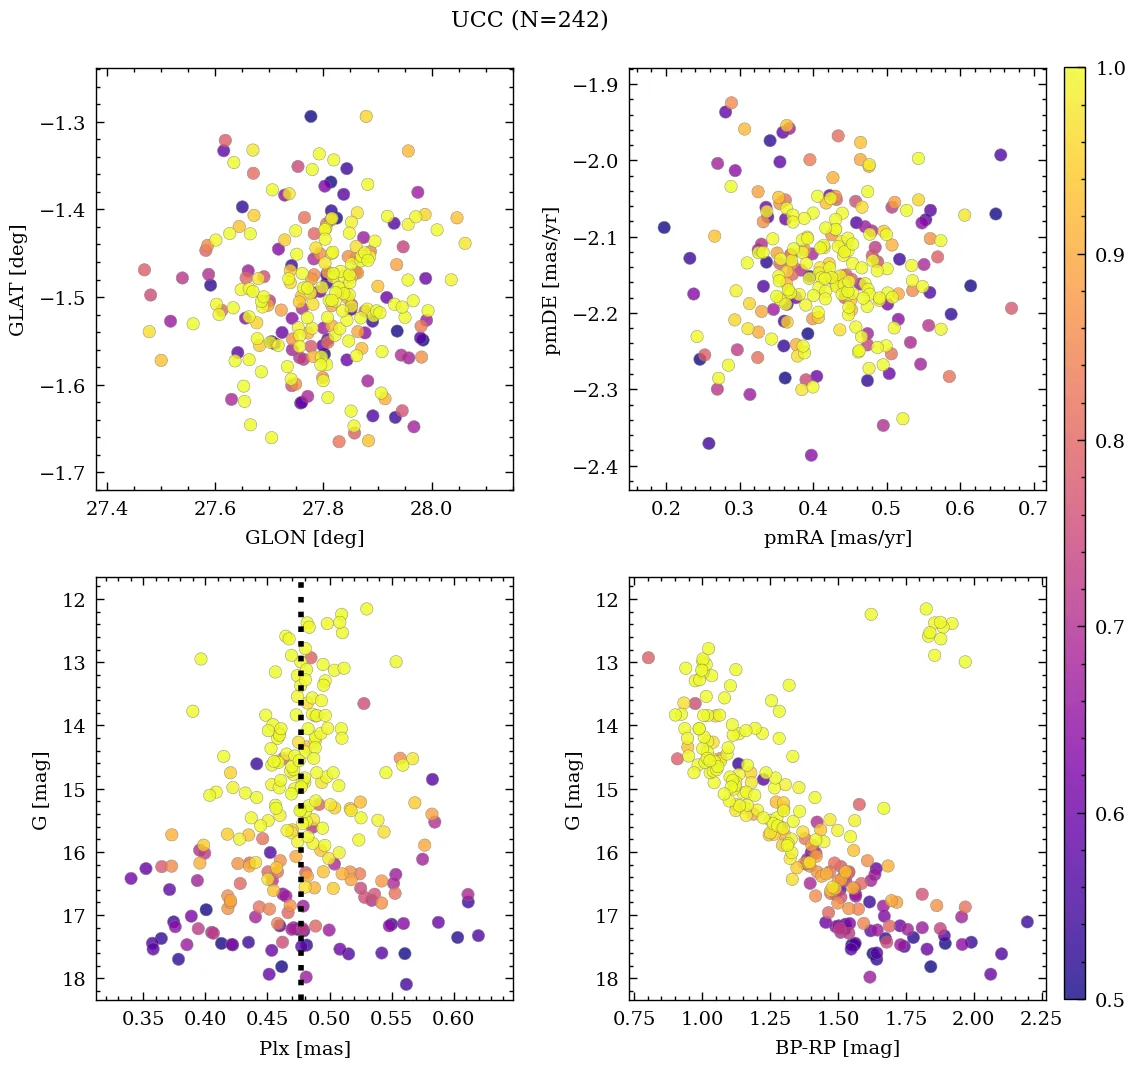 UCC (N=242)
−1.3
−1.4
−1.5
−1.6
−1.7
GLAT [deg]
27.4 27.6 27.8 28.0
GLON [deg]
−1.9
−2.0
−2.1
−2.2
−2.3
−2.4
pmDE [mas/yr]
0.2 0.3 0.4 0.5 0.6 0.7
pmRA [mas/yr]
12
13
14
15
16
17
18
G [mag]
0.35 0.40 0.45 0.50 0.55 0.60
Plx [mas]
12
13
14
15
16
17
18
G [mag]
0.75 1.00 1.25 1.50 1.75 2.00 2.25
BP-RP [mag]
1.0
0.9
0.8
0.7
0.6
0.5